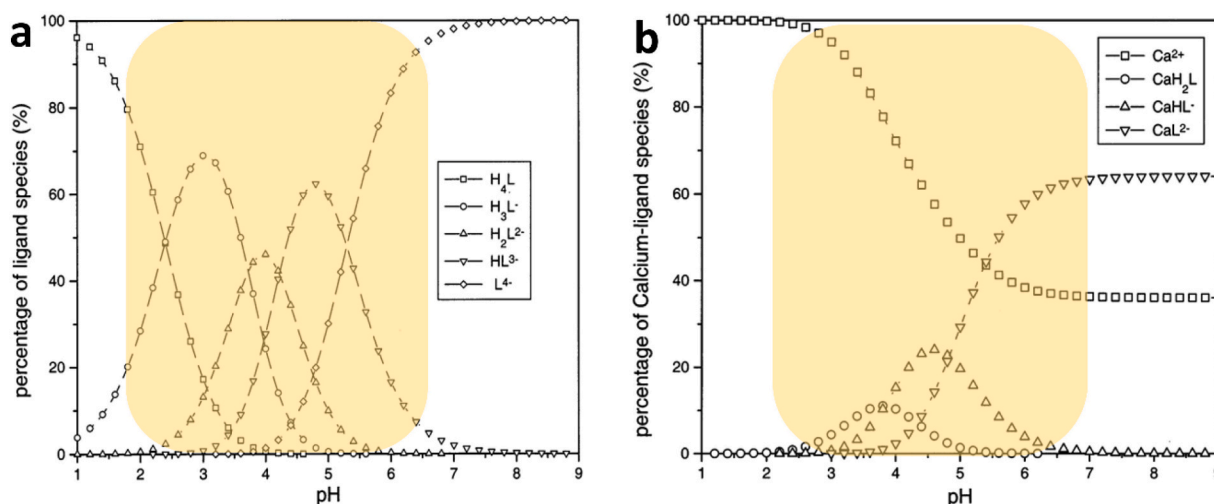 a
percentage of ligand species (%)
100
80
60
40
20
0
H₄L
H₃L⁻
H₂L²⁻
HL³⁻
L⁴⁻
1 2 3 4 5 6 7 8 9
pH
b
percentage of Calcium-ligand species (%)
100
80
60
40
20
0
Ca²⁺
CaH₂L
CaHL⁻
CaL²⁻
1 2 3 4 5 6 7 8
pH